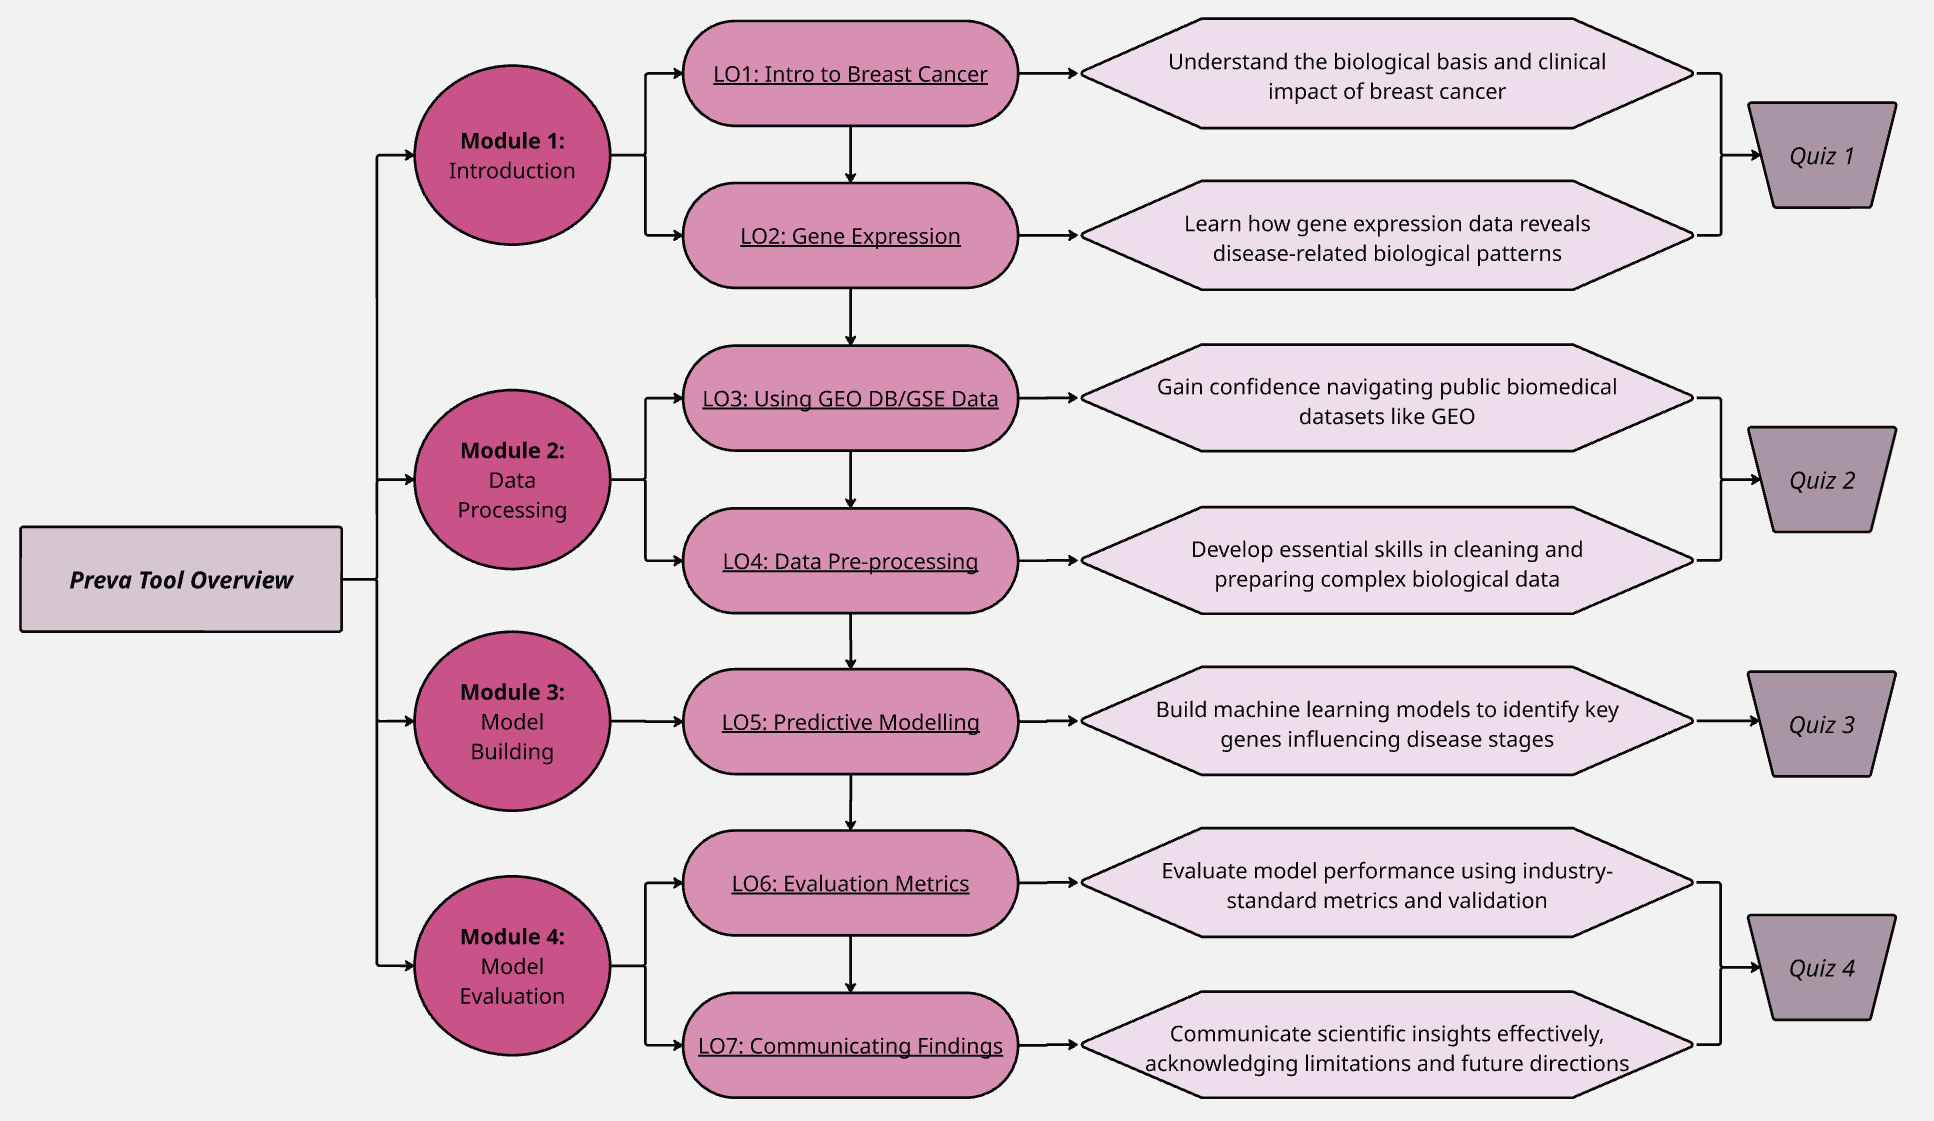 Preva Tool Overview
Module 1:
Introduction
LO1: Intro to Breast Cancer
Understand the biological basis and clinical
impact of breast cancer
LO2: Gene Expression
Learn how gene expression data reveals
disease-related biological patterns
Quiz 1
Module 2:
Data
Processing
LO3: Using GEO DB/GSE Data
Gain confidence navigating public biomedical
datasets like GEO
LO4: Data Pre-processing
Develop essential skills in cleaning and
preparing complex biological data
Quiz 2
Module 3:
Model
Building
LO5: Predictive Modelling
Build machine learning models to identify key
genes influencing disease stages
Quiz 3
Module 4:
Model
Evaluation
LO6: Evaluation Metrics
Evaluate model performance using industry-
standard metrics and validation
LO7: Communicating Findings
Communicate scientific insights effectively,
acknowledging limitations and future directions
Quiz 4